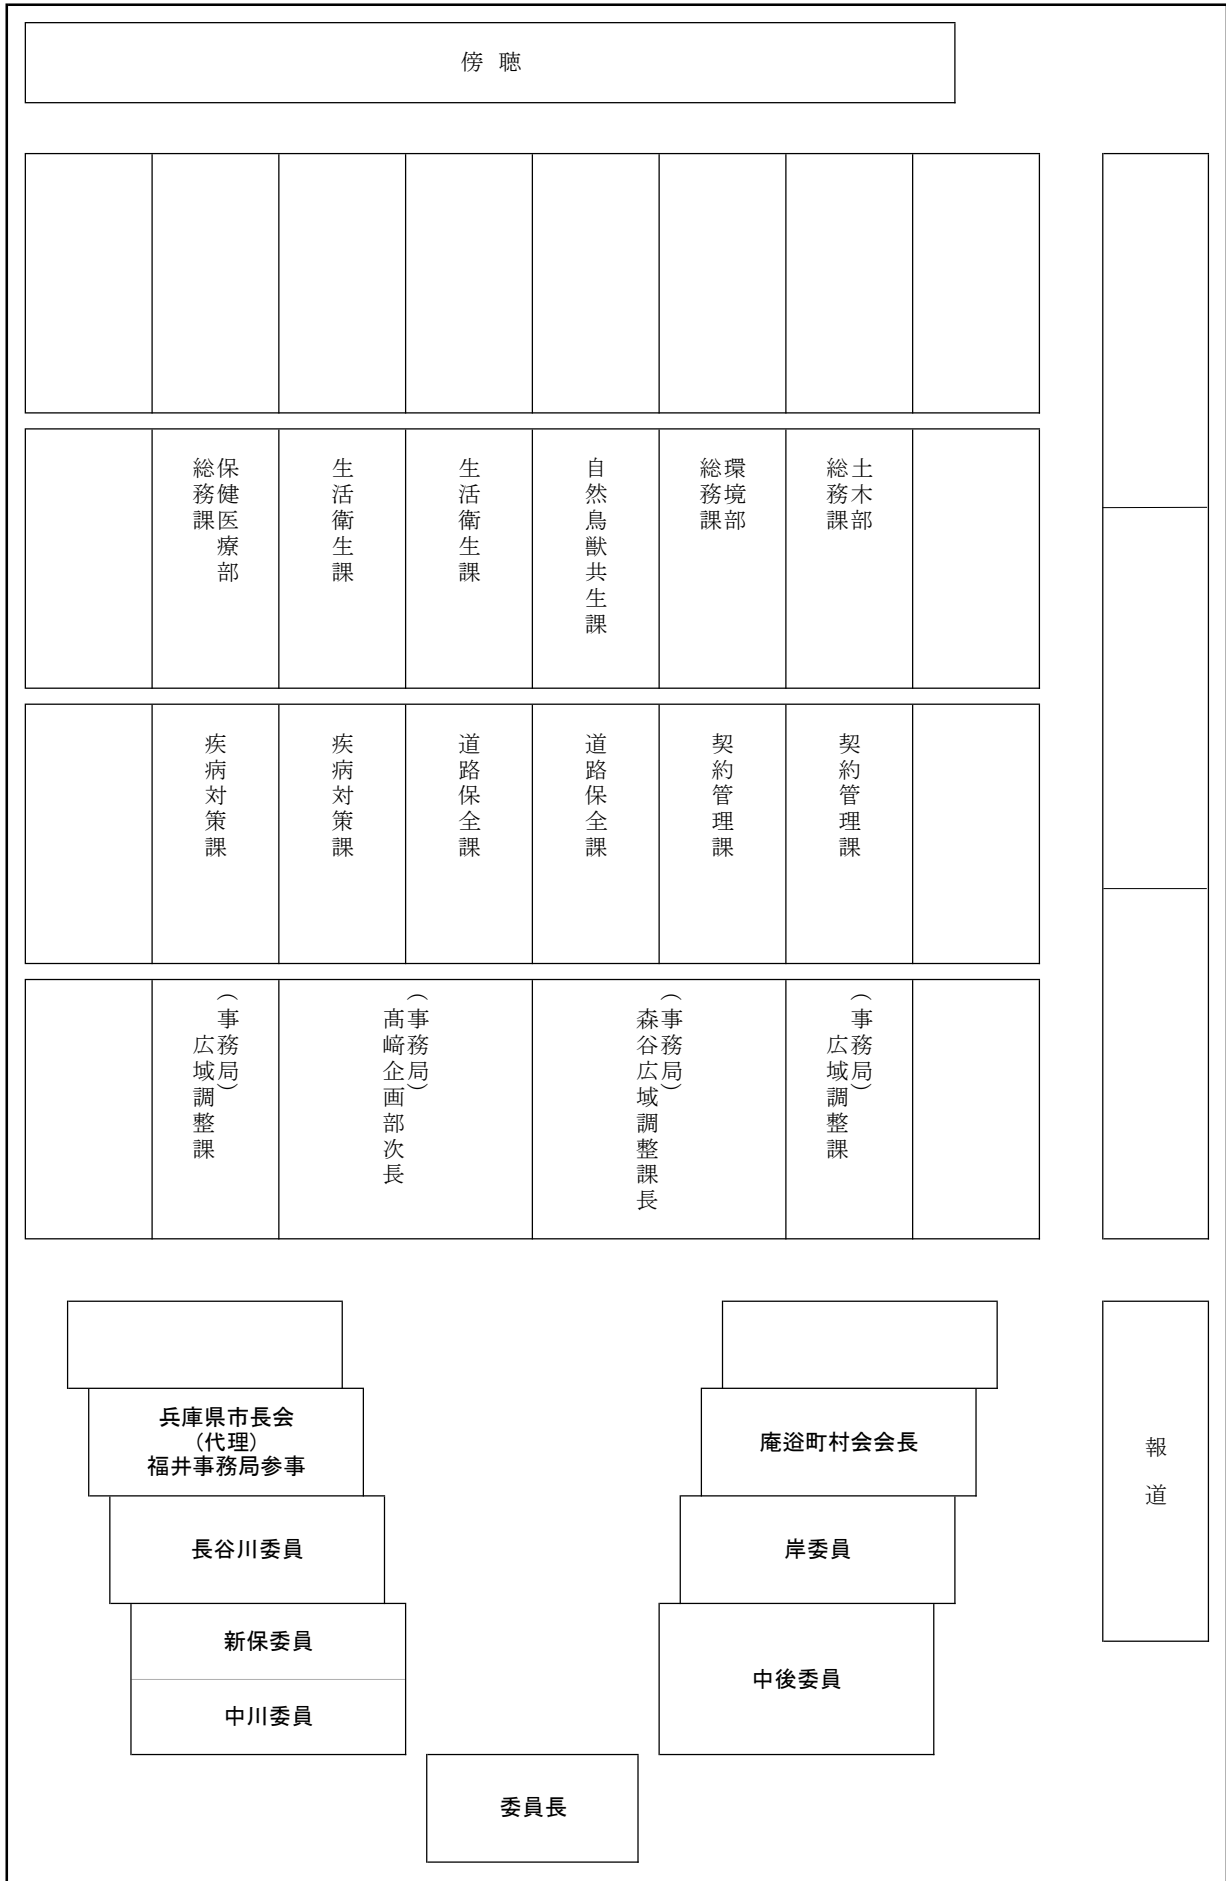 傍聴
保健医療部
総務課
生活衛生課
生活衛生課
自然鳥獣共生課
環境部
総務課
土木部
総務課
疾病対策課
疾病対策課
道路保全課
道路保全課
契約管理課
契約管理課
(事務局)
広域調整課
(事務局)
髙﨑企画部次長
(事務局)
森谷広域調整課長
(事務局)
広域調整課
兵庫県市長会
(代理)
福井事務局参事
庵逧町村会会長
報道
長谷川委員
岸委員
新保委員
中後委員
中川委員
委員長